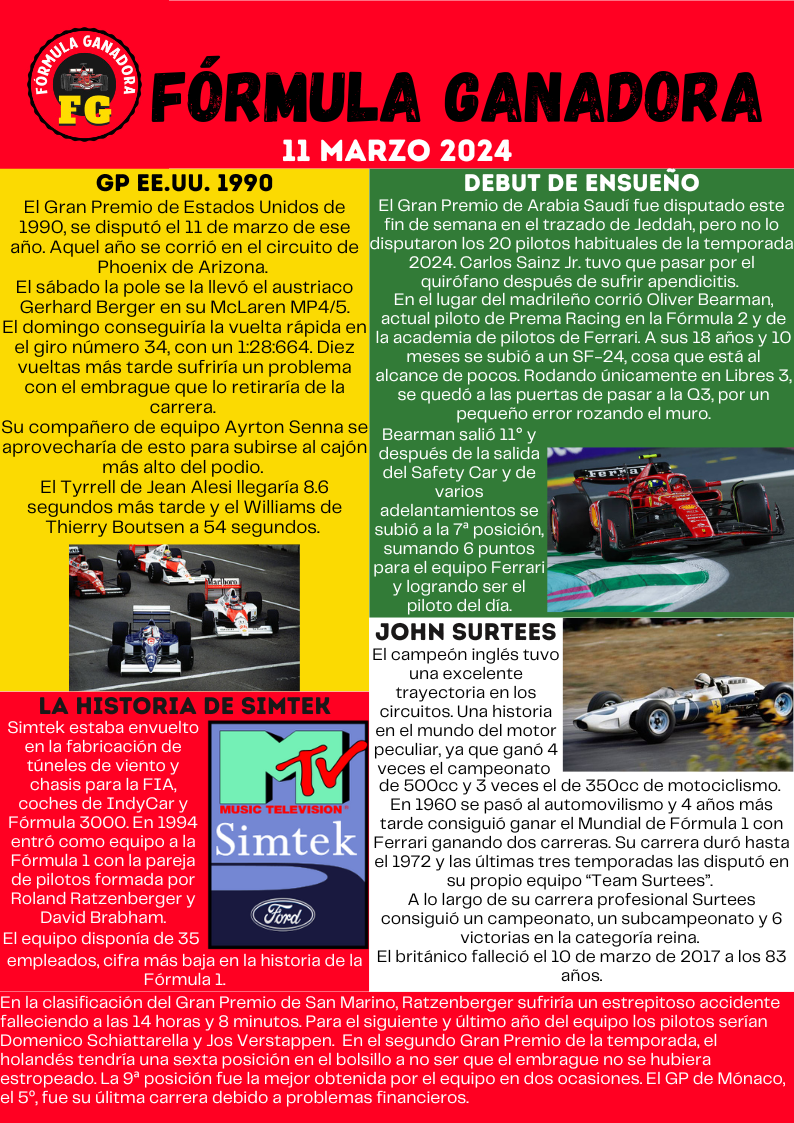 FÓRMULA GANADORA
FG
FÓRMULA GANADORA
11 MARZO 2024
GP EE.UU. 1990
El Gran Premio de Estados Unidos de
1990, se disputó el 11 de marzo de ese
año. Aquel año se corrió en el circuito de
Phoenix de Arizona.
El sábado la pole se la llevó el austriaco
Gerhard Berger en su McLaren MP4/5.
El domingo conseguiría la vuelta rápida en
el giro número 34, con un 1:28:664. Diez
vueltas más tarde sufriría un problema
con el embrague que lo retiraría de la
carrera.
Su compañero de equipo Ayrton Senna se
aprovecharía de esto para subirse al cajón
más alto del podio.
El Tyrrell de Jean Alesi llegaría 8.6
segundos más tarde y el Williams de
Thierry Boutsen a 54 segundos.
Marlboro
LA HISTORIA DE SIMTEK
Simtek estaba envuelto
en la fabricación de
túneles de viento y
chasis para la FIA,
coches de IndyCar y
Fórmula 3000. En 1994
entró como equipo a la
Fórmula 1 con la pareja
de pilotos formada por
Roland Ratzenberger y
David Brabham.
El equipo disponía de 35
empleados, cifra más baja en la historia de la
Fórmula 1.
MTV
MUSIC TELEVISION®
Simtek
Ford
DEBUT DE ENSUEÑO
El Gran Premio de Arabia Saudí fue disputado este
fin de semana en el trazado de Jeddah, pero no lo
disputaron los 20 pilotos habituales de la temporada
2024. Carlos Sainz Jr. tuvo que pasar por el
quirófano después de sufrir apendicitis.
En el lugar del madrileño corrió Oliver Bearman,
actual piloto de Prema Racing en la Fórmula 2 y de
la academia de pilotos de Ferrari. A sus 18 años y 10
meses se subió a un SF-24, cosa que está al
alcance de pocos. Rodando únicamente en Libres 3,
se quedó a las puertas de pasar a la Q3, por un
pequeño error rozando el muro.
Bearman salió 11° y
después de la salida
del Safety Car y de
varios
adelantamientos se
subió a la 7ª posición,
sumando 6 puntos
para el equipo Ferrari
y logrando ser el
piloto del día.
Ferrari
JOHN SURTEES
El campeón inglés tuvo
una excelente
trayectoria en los
circuitos. Una historia
en el mundo del motor
peculiar, ya que ganó 4
veces el campeonato
de 500cc y 3 veces el de 350cc de motociclismo.
En 1960 se pasó al automovilismo y 4 años más
tarde consiguió ganar el Mundial de Fórmula 1 con
Ferrari ganando dos carreras. Su carrera duró hasta
el 1972 y las últimas tres temporadas las disputó en
su propio equipo “Team Surtees”.
A lo largo de su carrera profesional Surtees
consiguió un campeonato, un subcampeonato y 6
victorias en la categoría reina.
El británico falleció el 10 de marzo de 2017 a los 83
años.
7
En la clasificación del Gran Premio de San Marino, Ratzenberger sufriría un estrepitoso accidente
falleciendo a las 14 horas y 8 minutos. Para el siguiente y último año del equipo los pilotos serían
Domenico Schiattarella y Jos Verstappen. En el segundo Gran Premio de la temporada, el
holandés tendría una sexta posición en el bolsillo a no ser que el embrague no se hubiera
estropeado. La 9ª posición fue la mejor obtenida por el equipo en dos ocasiones. El GP de Mónaco,
el 5°, fue su úlitma carrera debido a problemas financieros.